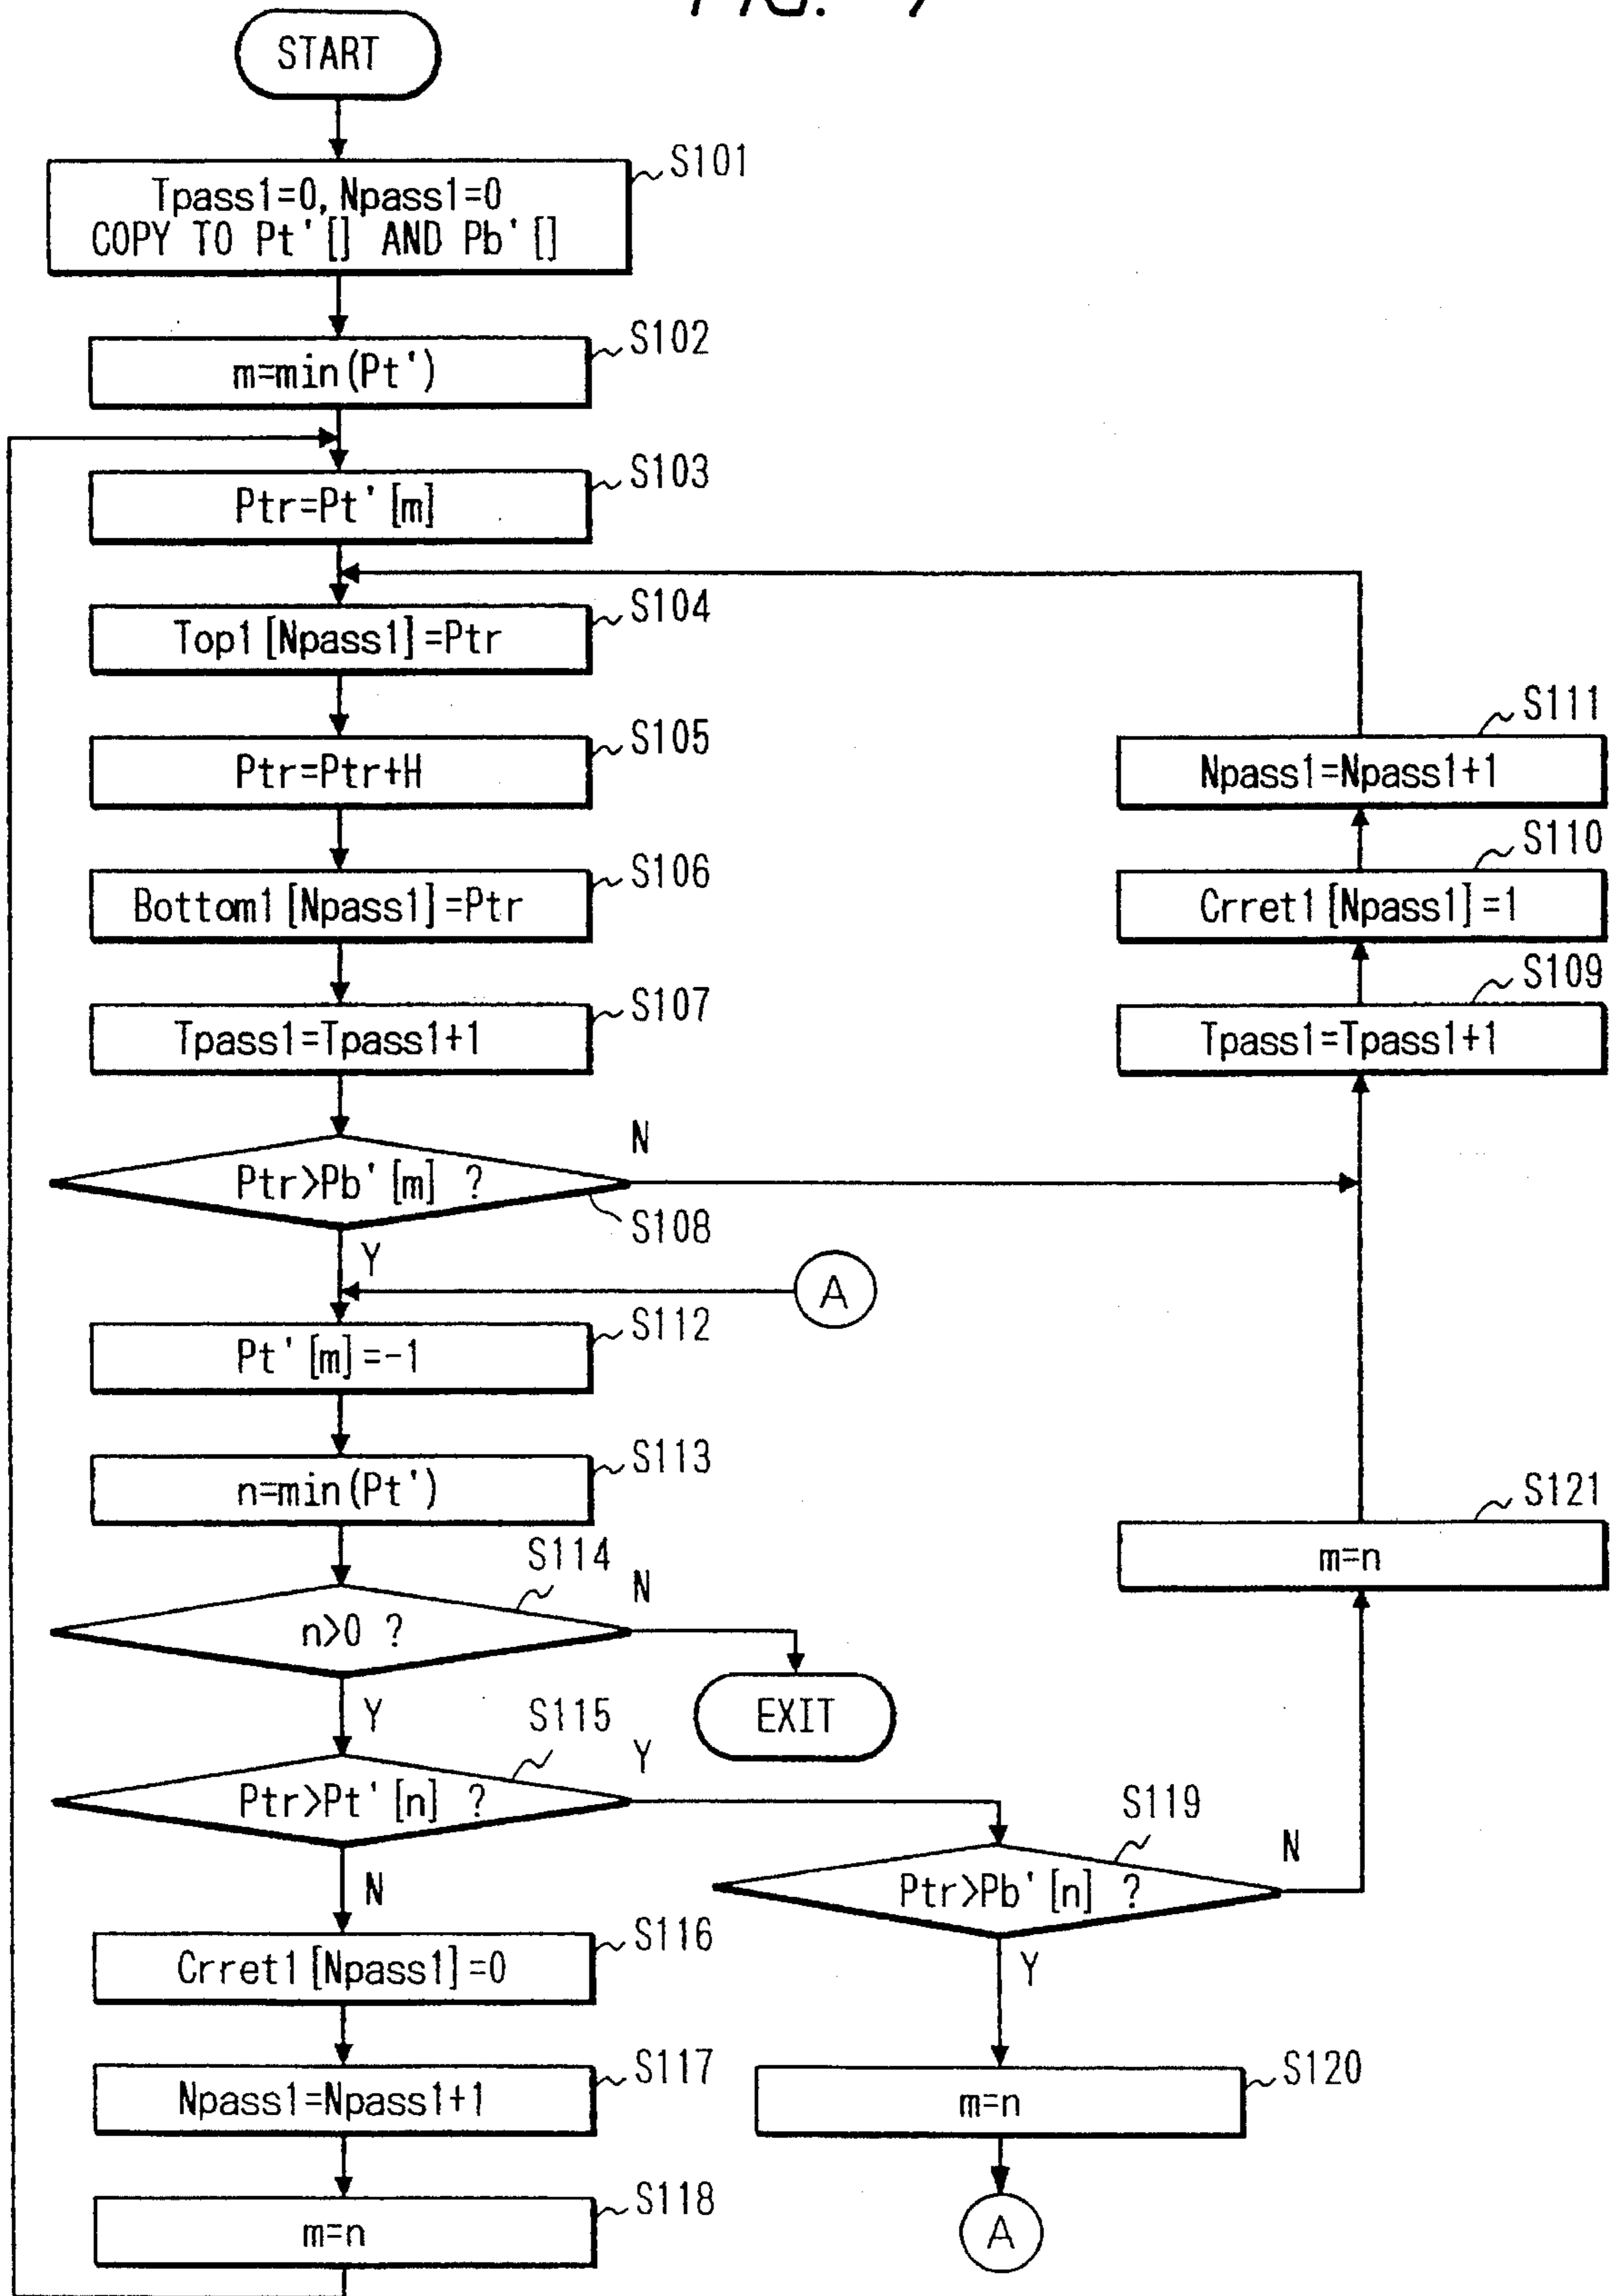 START
S101
Tpass1=0, Npass1=0
COPY TO Pt'[] AND Pb'[]
S102
m=min(Pt')
S103
Ptr=Pt'[m]
S104
Top1[Npass1]=Ptr
S105
Ptr=Ptr+H
S106
Bottom1[Npass1]=Ptr
S107
Tpass1=Tpass1+1
S111
Npass1=Npass1+1
S110
Crret1[Npass1]=1
S109
Tpass1=Tpass1+1
N
Ptr>Pb'[m] ?
S108
Y
A
S112
Pt'[m]=-1
S113
n=min(Pt')
S121
m=n
S114
N
n>0 ?
EXIT
Y
S115
Y
Ptr>Pt'[n] ?
S119
N
Ptr>Pb'[n] ?
N
S116
Crret1[Npass1]=0
Y
S117
Npass1=Npass1+1
S120
m=n
S118
m=n
A